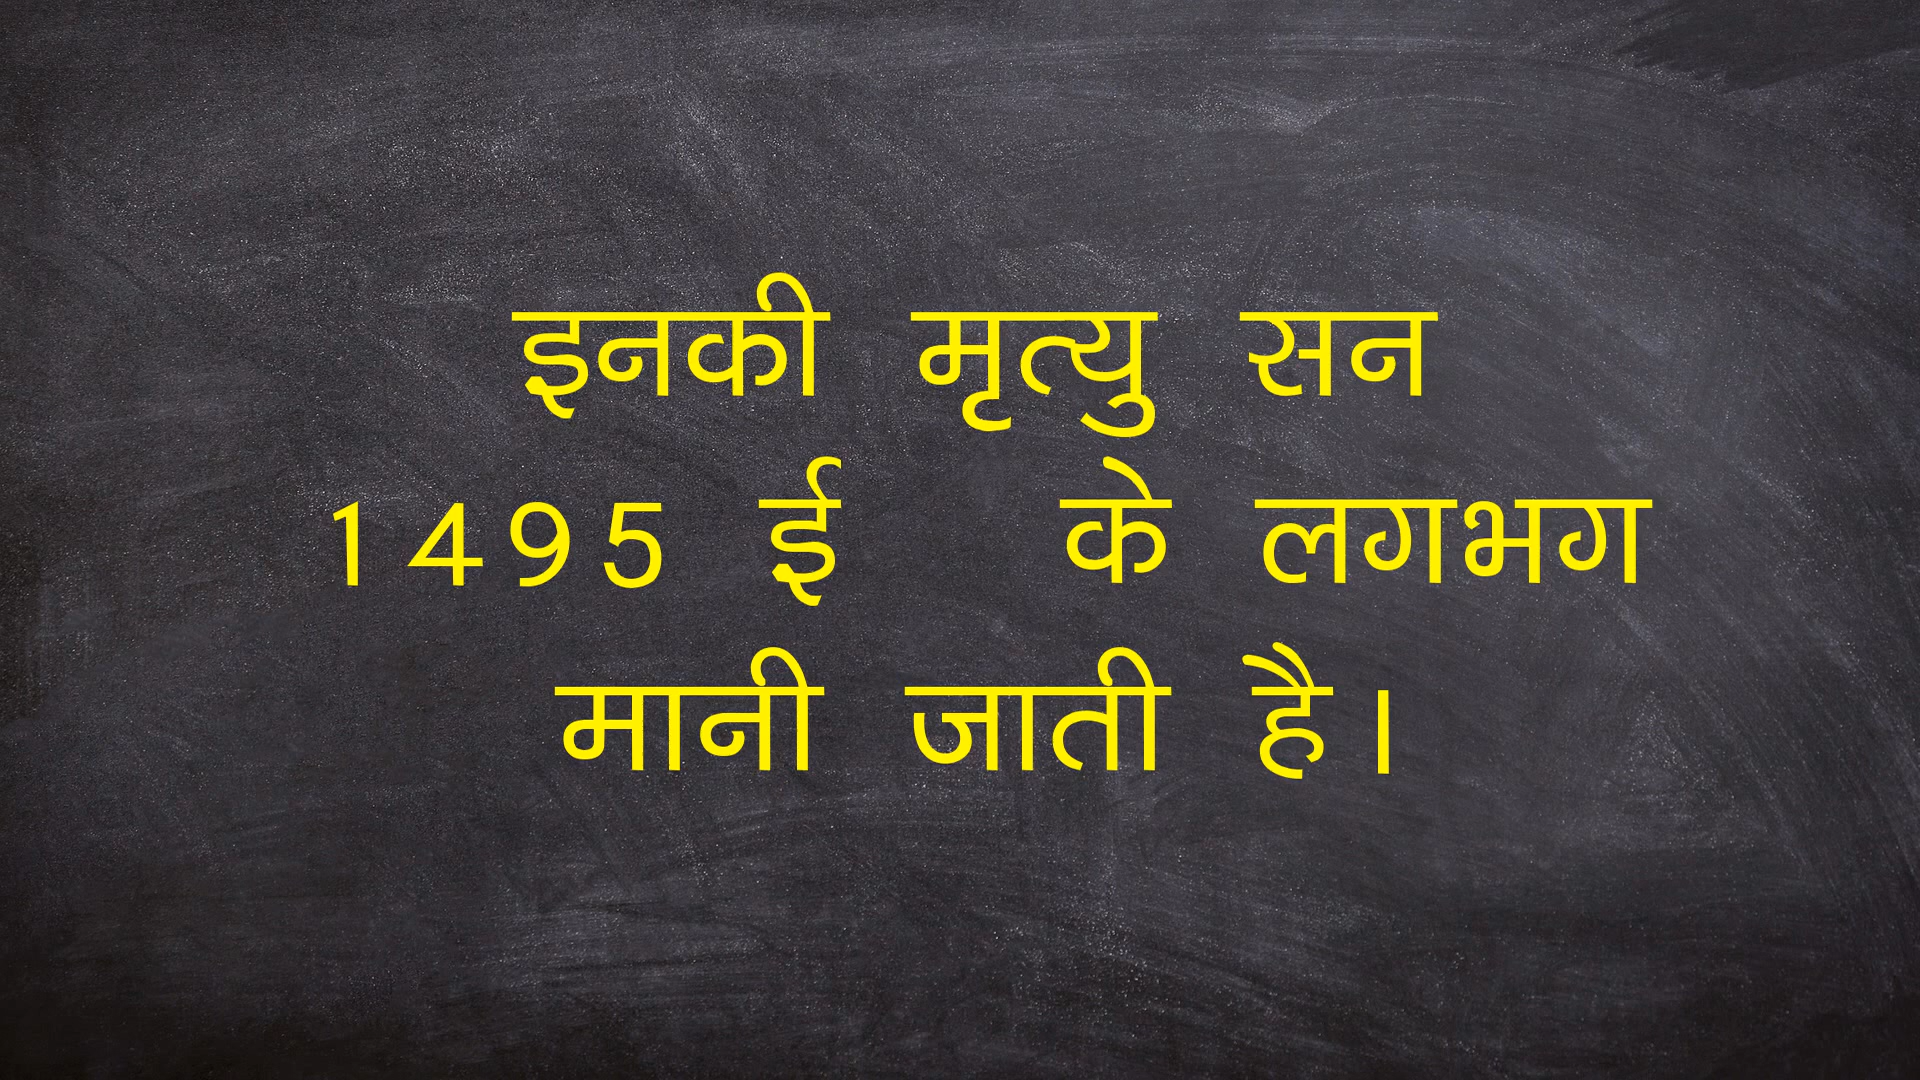 इनकी मृत्यु सन
1495 ई के लगभग
मानी जाती है।